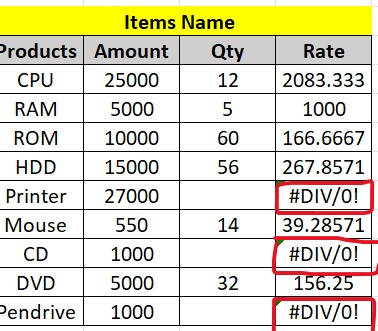 Items Name
Products Amount Qty Rate
CPU 25000 12 2083.333
RAM 5000 5 1000
ROM 10000 60 166.6667
HDD 15000 56 267.8571
Printer 27000 #DIV/0!
Mouse 550 14 39.28571
CD 1000 #DIV/0!
DVD 5000 32 156.25
Pendrive 1000 #DIV/0!